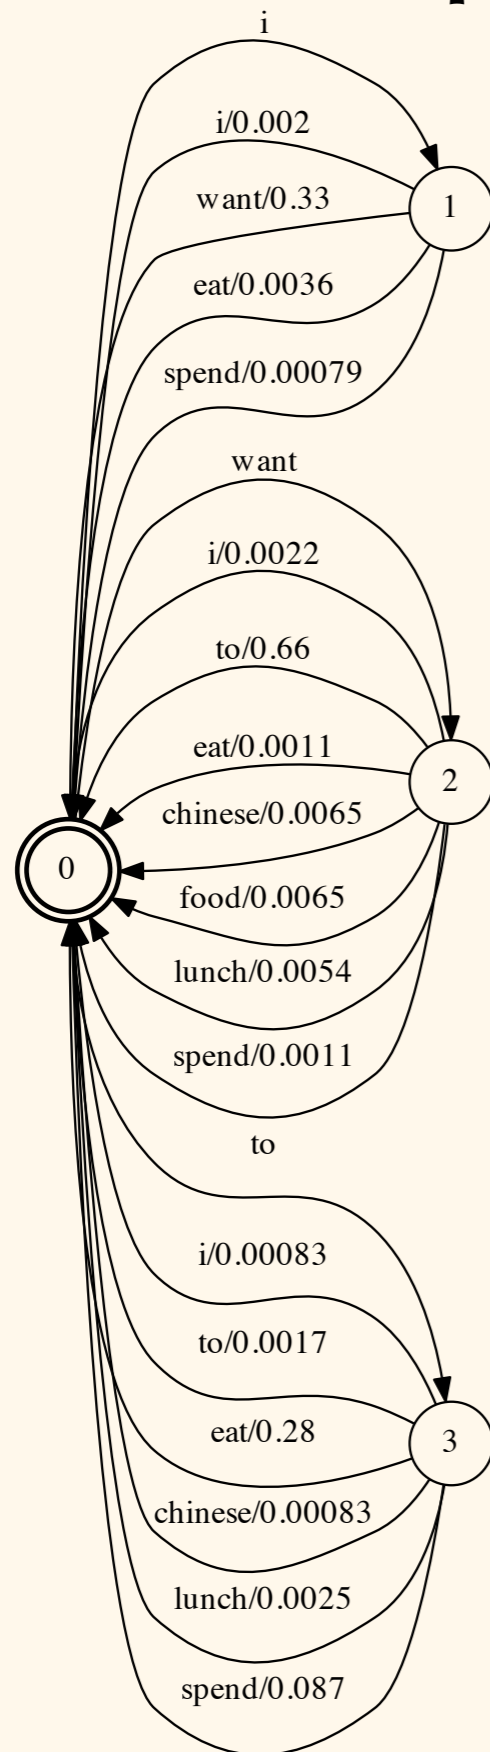 i
i/0.002
1
want/0.33
eat/0.0036
spend/0.00079
want
i/0.0022
to/0.66
eat/0.0011
2
chinese/0.0065
0
food/0.0065
lunch/0.0054
spend/0.0011
to
i/0.00083
to/0.0017
eat/0.28
3
chinese/0.00083
lunch/0.0025
spend/0.087